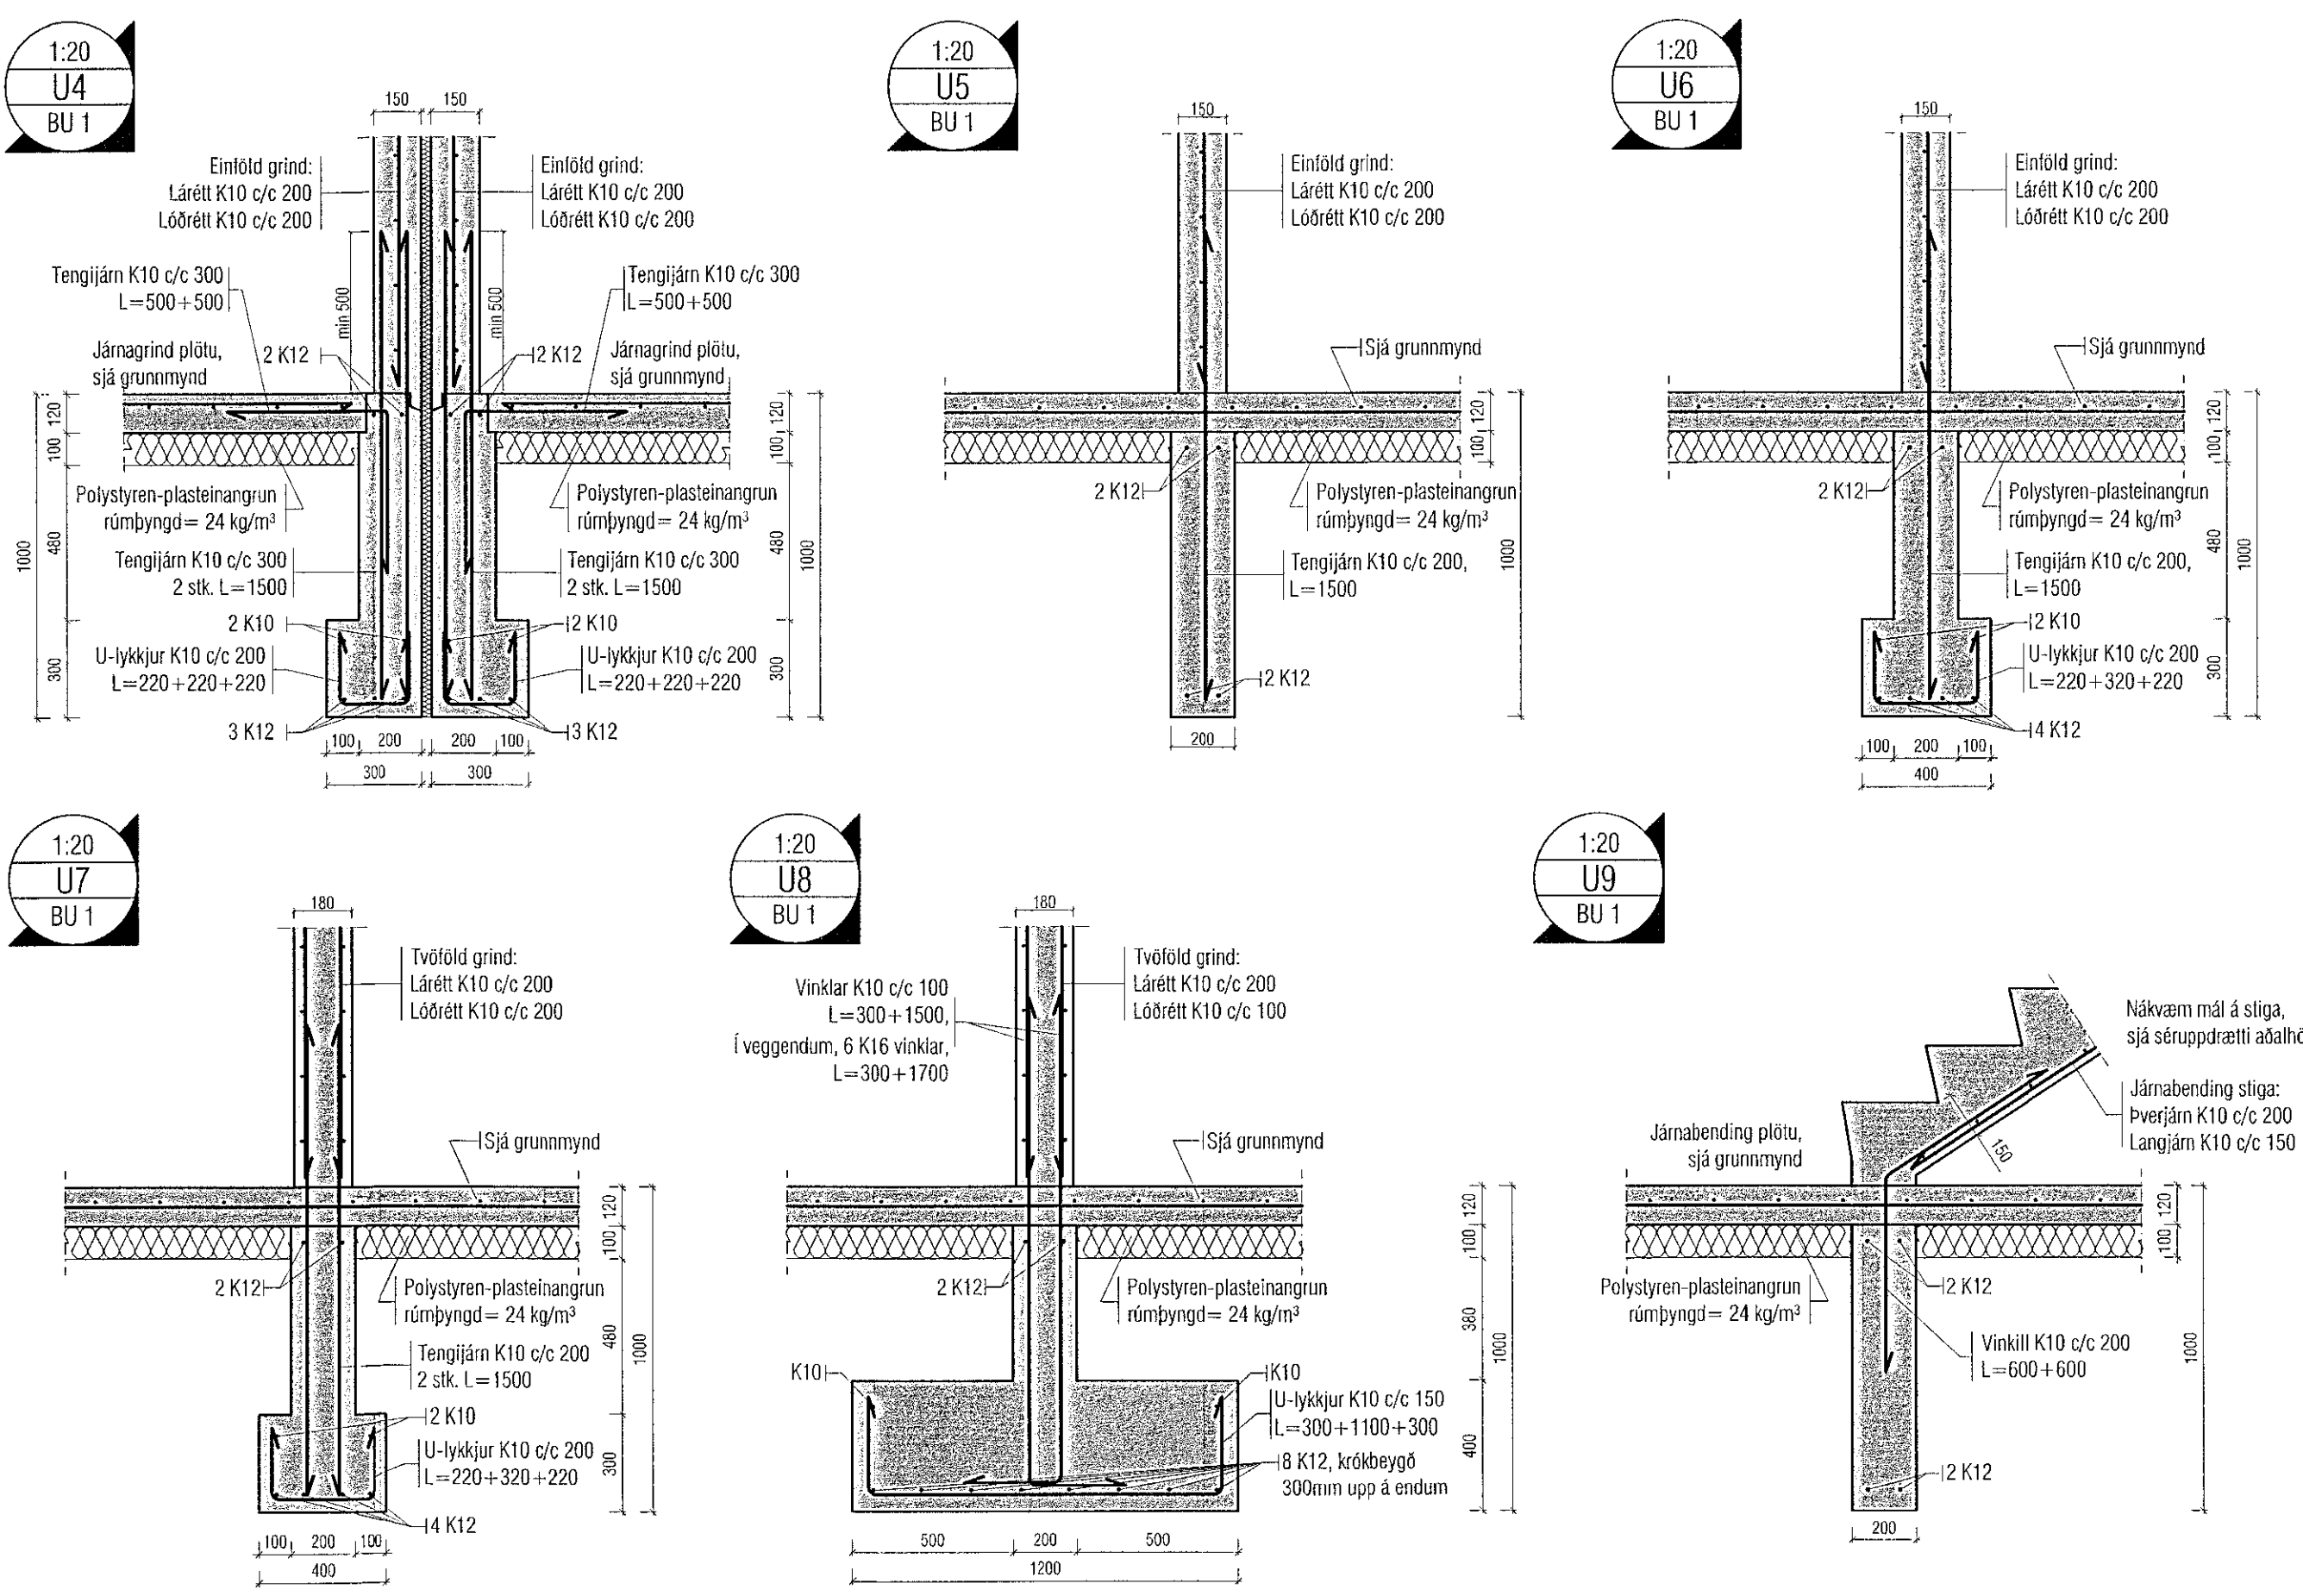 1:20
U4
BU 1
150
150
Einföld grind:
Lárétt K10 c/c 200
Lóðrétt K10 c/c 200
Einföld grind:
Lárétt K10 c/c 200
Lóðrétt K10 c/c 200
Tengijárn K10 c/c 300
L=500+500
min 500
min 500
Tengijárn K10 c/c 300
L=500+500
Járnagrind plötu,
sjá grunnmynd
2 K12
2 K12
Járnagrind plötu,
sjá grunnmynd
1000
120
100
480
300
120
100
480
300
1000
Polystyren-plasteinangrun
rúmþyngd= 24 kg/m³
Polystyren-plasteinangrun
rúmþyngd= 24 kg/m³
Tengijárn K10 c/c 300
2 stk. L=1500
Tengijárn K10 c/c 300
2 stk. L=1500
2 K10
2 K10
U-lykkjur K10 c/c 200
L=220+220+220
U-lykkjur K10 c/c 200
L=220+220+220
3 K12
3 K12
100 200 200 100
300 300
1:20
U5
BU 1
150
Einföld grind:
Lárétt K10 c/c 200
Lóðrétt K10 c/c 200
Sjá grunnmynd
120
100
1000
2 K12
Polystyren-plasteinangrun
rúmþyngd= 24 kg/m³
Tengijárn K10 c/c 200,
L=1500
2 K12
200
1:20
U6
BU 1
150
Einföld grind:
Lárétt K10 c/c 200
Lóðrétt K10 c/c 200
Sjá grunnmynd
120
100
480
300
1000
2 K12
Polystyren-plasteinangrun
rúmþyngd= 24 kg/m³
Tengijárn K10 c/c 200,
L=1500
2 K10
U-lykkjur K10 c/c 200
L=220+320+220
4 K12
100 200 100
400
1:20
U7
BU 1
180
Tvöföld grind:
Lárétt K10 c/c 200
Lóðrétt K10 c/c 200
Sjá grunnmynd
120
100
480
300
1000
2 K12
Polystyren-plasteinangrun
rúmþyngd= 24 kg/m³
Tengijárn K10 c/c 200
2 stk. L=1500
2 K10
U-lykkjur K10 c/c 200
L=220+320+220
4 K12
100 200 100
400
1:20
U8
BU 1
180
Vinklar K10 c/c 100
L=300+1500,
Í veggendum, 6 K16 vinklar,
L=300+1700
Tvöföld grind:
Lárétt K10 c/c 200
Lóðrétt K10 c/c 100
Sjá grunnmynd
120
100
380
400
1000
2 K12
Polystyren-plasteinangrun
rúmþyngd= 24 kg/m³
K10
K10
U-lykkjur K10 c/c 150
L=300+1100+300
8 K12, krókbeygð
300mm upp á endum
500 200 500
1200
1:20
U9
BU 1
Nákvæm mál á stiga,
sjá séruppdrætti aðalhö
Járnabending stiga:
Þverjárn K10 c/c 200
Langjárn K10 c/c 150
150
Járnabending plötu,
sjá grunnmynd
120
100
1000
Polystyren-plasteinangrun
rúmþyngd= 24 kg/m³
2 K12
Vinkill K10 c/c 200
L=600+600
2 K12
200